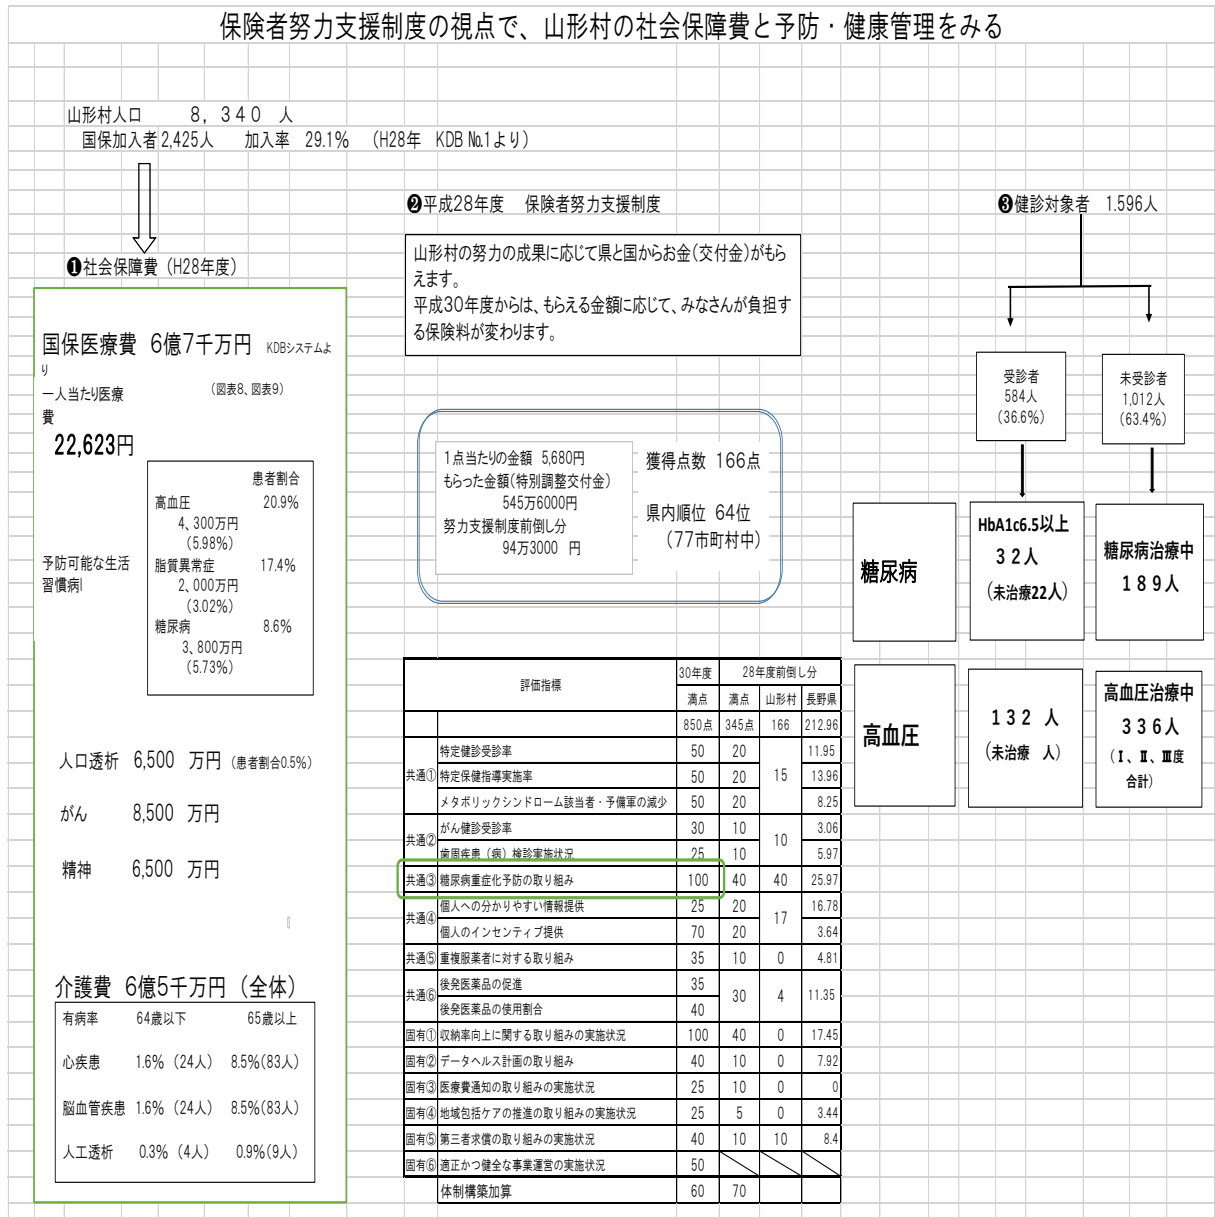 保険者努力支援制度の視点で、山形村の社会保障費と予防・健康管理をみる
山形村人口　8，340　人
国保加入者 2,425人　加入率　29.1%　（H28年　KDB №1より）
❶社会保障費（H28年度）
国保医療費　6億7千万円　KDBシステムよ
り
一人当たり医療　（図表8、図表9）
費
22,623円
患者割合
高血圧　20.9%
4、300万円
（5.98%）
予防可能な生活
習慣病
脂質異常症　17.4%
2、000万円
（3.02%）
糖尿病　8.6%
3、800万円
（5.73%）
人口透析　6,500　万円（患者割合0.5%）
がん　8,500　万円
精神　6,500　万円
介護費　6億5千万円（全体）
有病率　64歳以下　65歳以上
心疾患　1.6%（24人）　8.5%(83人)
脳血管疾患　1.6%（24人）　8.5%(83人)
人工透析　0.3%（4人）　0.9%(9人)
❷平成28年度　保険者努力支援制度
山形村の努力の成果に応じて県と国からお金（交付金）がもら
えます。
平成30年度からは、もらえる金額に応じて、みなさんが負担す
る保険料が変わります。
1点当たりの金額　5,680円
もらった金額（特別調整交付金）
545万6000円
努力支援制度前倒し分
94万3000　円
獲得点数　166点
県内順位　64位
（77市町村中）
評価指標　30年度　28年度前倒し分
満点　満点　山形村　長野県
850点　345点　166　212.96
共通①　特定健診受診率　50　20　15　11.95
特定保健指導実施率　50　20　13.96
メタボリックシンドローム該当者・予備軍の減少　50　20　8.25
共通②　がん健診受診率　30　10　10　3.06
歯周疾患（病）検診実施状況　25　10　5.97
共通③　糖尿病重症化予防の取り組み　100　40　40　25.97
共通④　個人への分かりやすい情報提供　25　20　17　16.78
個人のインセンティブ提供　70　20　3.64
共通⑤　重複服薬者に対する取り組み　35　10　0　4.81
共通⑥　後発医薬品の促進　35　30　4　11.35
後発医薬品の使用割合　40
固有①　収納率向上に関する取り組みの実施状況　100　40　0　17.45
固有②　データヘルス計画の取り組み　40　10　0　7.92
固有③　医療費通知の取り組みの実施状況　25　10　0　0
固有④　地域包括ケアの推進の取り組みの実施状況　25　5　0　3.44
固有⑤　第三者求償の取り組みの実施状況　40　10　10　8.4
固有⑥　適正かつ健全な事業運営の実施状況　50
体制構築加算　60　70
❸健診対象者　1.596人
受診者
584人
（36.6%）
未受診者
1,012人
（63.4%）
糖尿病
HbA1c6.5以上
３２人
（未治療22人）
糖尿病治療中
１８９人
高血圧
１３２　人
（未治療　人）
高血圧治療中
３３６人
（Ⅰ、Ⅱ、Ⅲ度
合計）